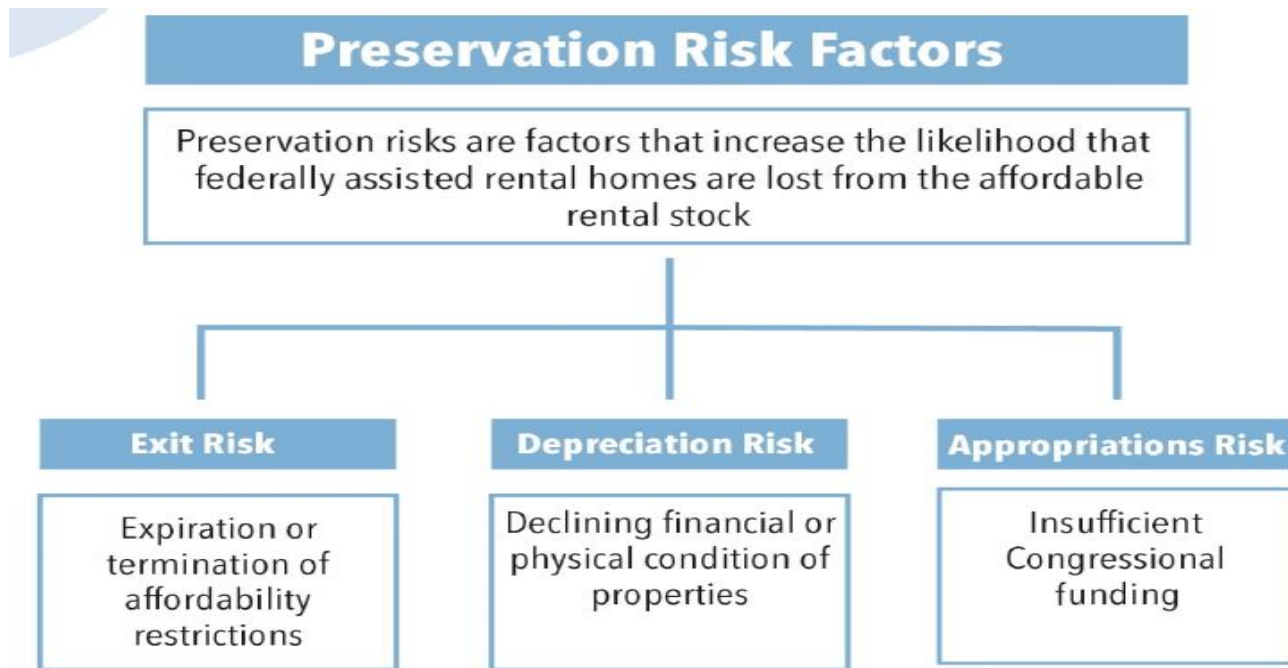 Preservation Risk Factors
Preservation risks are factors that increase the likelihood that
federally assisted rental homes are lost from the affordable
rental stock
Exit Risk
Expiration or
termination of
affordability
restrictions
Depreciation Risk
Declining financial or
physical condition of
properties
Appropriations Risk
Insufficient
Congressional
funding